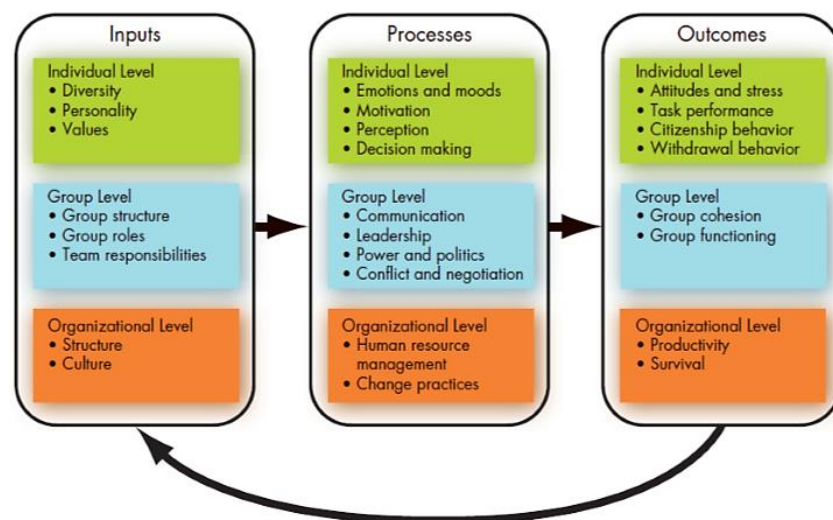 Inputs
Individual Level
• Diversity
• Personality
• Values
Group Level
• Group structure
• Group roles
• Team responsibilities
Organizational Level
• Structure
• Culture
Processes
Individual Level
• Emotions and moods
• Motivation
• Perception
• Decision making
Group Level
• Communication
• Leadership
• Power and politics
• Conflict and negotiation
Organizational Level
• Human resource
management
• Change practices
Outcomes
Individual Level
• Attitudes and stress
• Task performance
• Citizenship behavior
• Withdrawal behavior
Group Level
• Group cohesion
• Group functioning
Organizational Level
• Productivity
• Survival